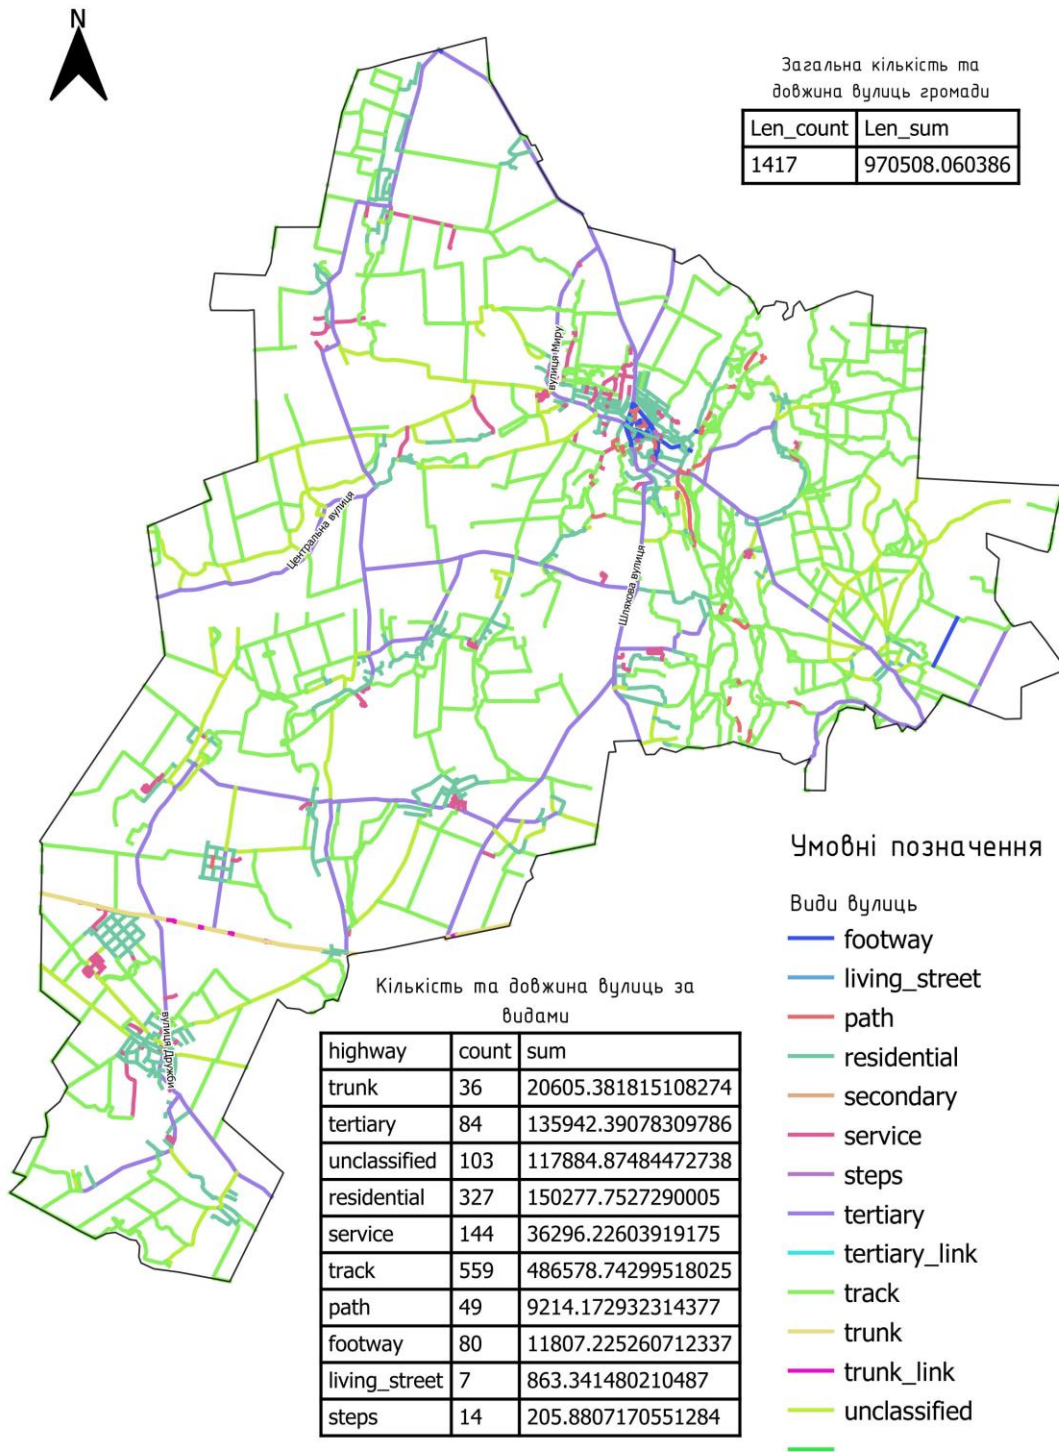 N
Загальна кількість та
довжина вулиць громади
Len_count Len_sum
1417 970508.060386
вулиця Миру
Центральна вулиця
Шляхова вулиця
вулиця Дружби
Умовні позначення
Види вулиць
footway
living_street
path
residential
secondary
service
steps
tertiary
tertiary_link
track
trunk
trunk_link
unclassified
Кількість та довжина вулиць за
видами
highway count sum
trunk 36 20605.381815108274
tertiary 84 135942.39078309786
unclassified 103 117884.87484472738
residential 327 150277.7527290005
service 144 36296.22603919175
track 559 486578.74299518025
path 49 9214.172932314377
footway 80 11807.225260712337
living_street 7 863.341480210487
steps 14 205.8807170551284